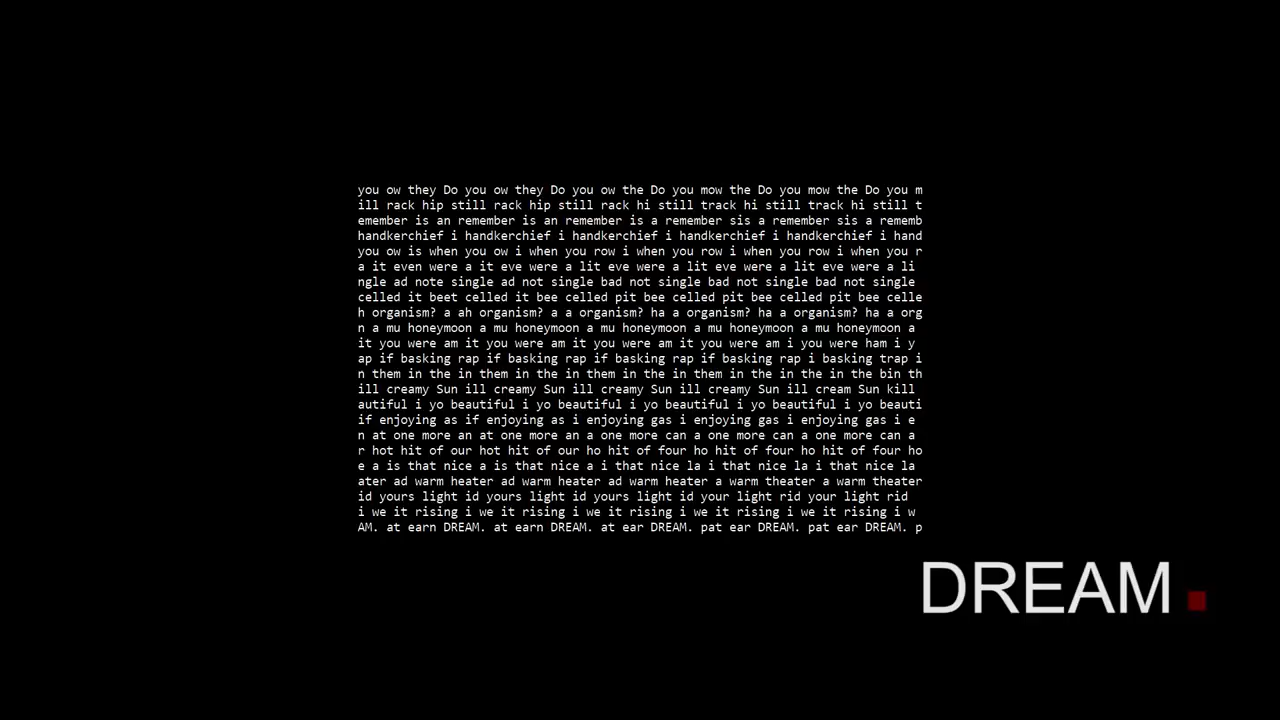 you ow they Do you ow they Do you ow the Do you mow the Do you mow the Do you m
ill rack hip still rack hip still rack hi still track hi still track hi still t
emember is an remember is an remember is a remember sis a remember sis a rememb
handkerchief i handkerchief i handkerchief i handkerchief i handkerchief i hand
you ow is when you ow i when you row i when you row i when you row i when you r
a it even were a it eve were a lit eve were a lit eve were a lit eve were a li
ngle ad note single ad not single bad not single bad not single bad not single
celled it beet celled it bee celled pit bee celled pit bee celled pit bee celle
h organism? a ah organism? a a organism? ha a organism? ha a organism? ha a org
n a mu honeymoon a mu honeymoon a mu honeymoon a mu honeymoon a mu honeymoon a
it you were am it you were am it you were am it you were am i you were ham i y
ap if basking rap if basking rap if basking rap if basking rap i basking trap i
n them in the in them in the in them in the in them in the in the in the bin th
ill creamy Sun ill creamy Sun ill creamy Sun ill creamy Sun ill cream Sun kill
autiful i yo beautiful i yo beautiful i yo beautiful i yo beautiful i yo beauti
if enjoying as if enjoying as i enjoying gas i enjoying gas i enjoying gas i e
n at one more an at one more an a one more can a one more can a one more can a
r hot hit of our hot hit of our ho hit of four ho hit of four ho hit of four ho
e a is that nice a is that nice a i that nice la i that nice la i that nice la
ater ad warm heater ad warm heater ad warm heater a warm theater a warm theater
id yours light id yours light id yours light id your light rid your light rid
i we it rising i we it rising i we it rising i we it rising i we it rising i w
AM. at earn DREAM. at earn DREAM. at ear DREAM. pat ear DREAM. pat ear DREAM. p
DREAM.